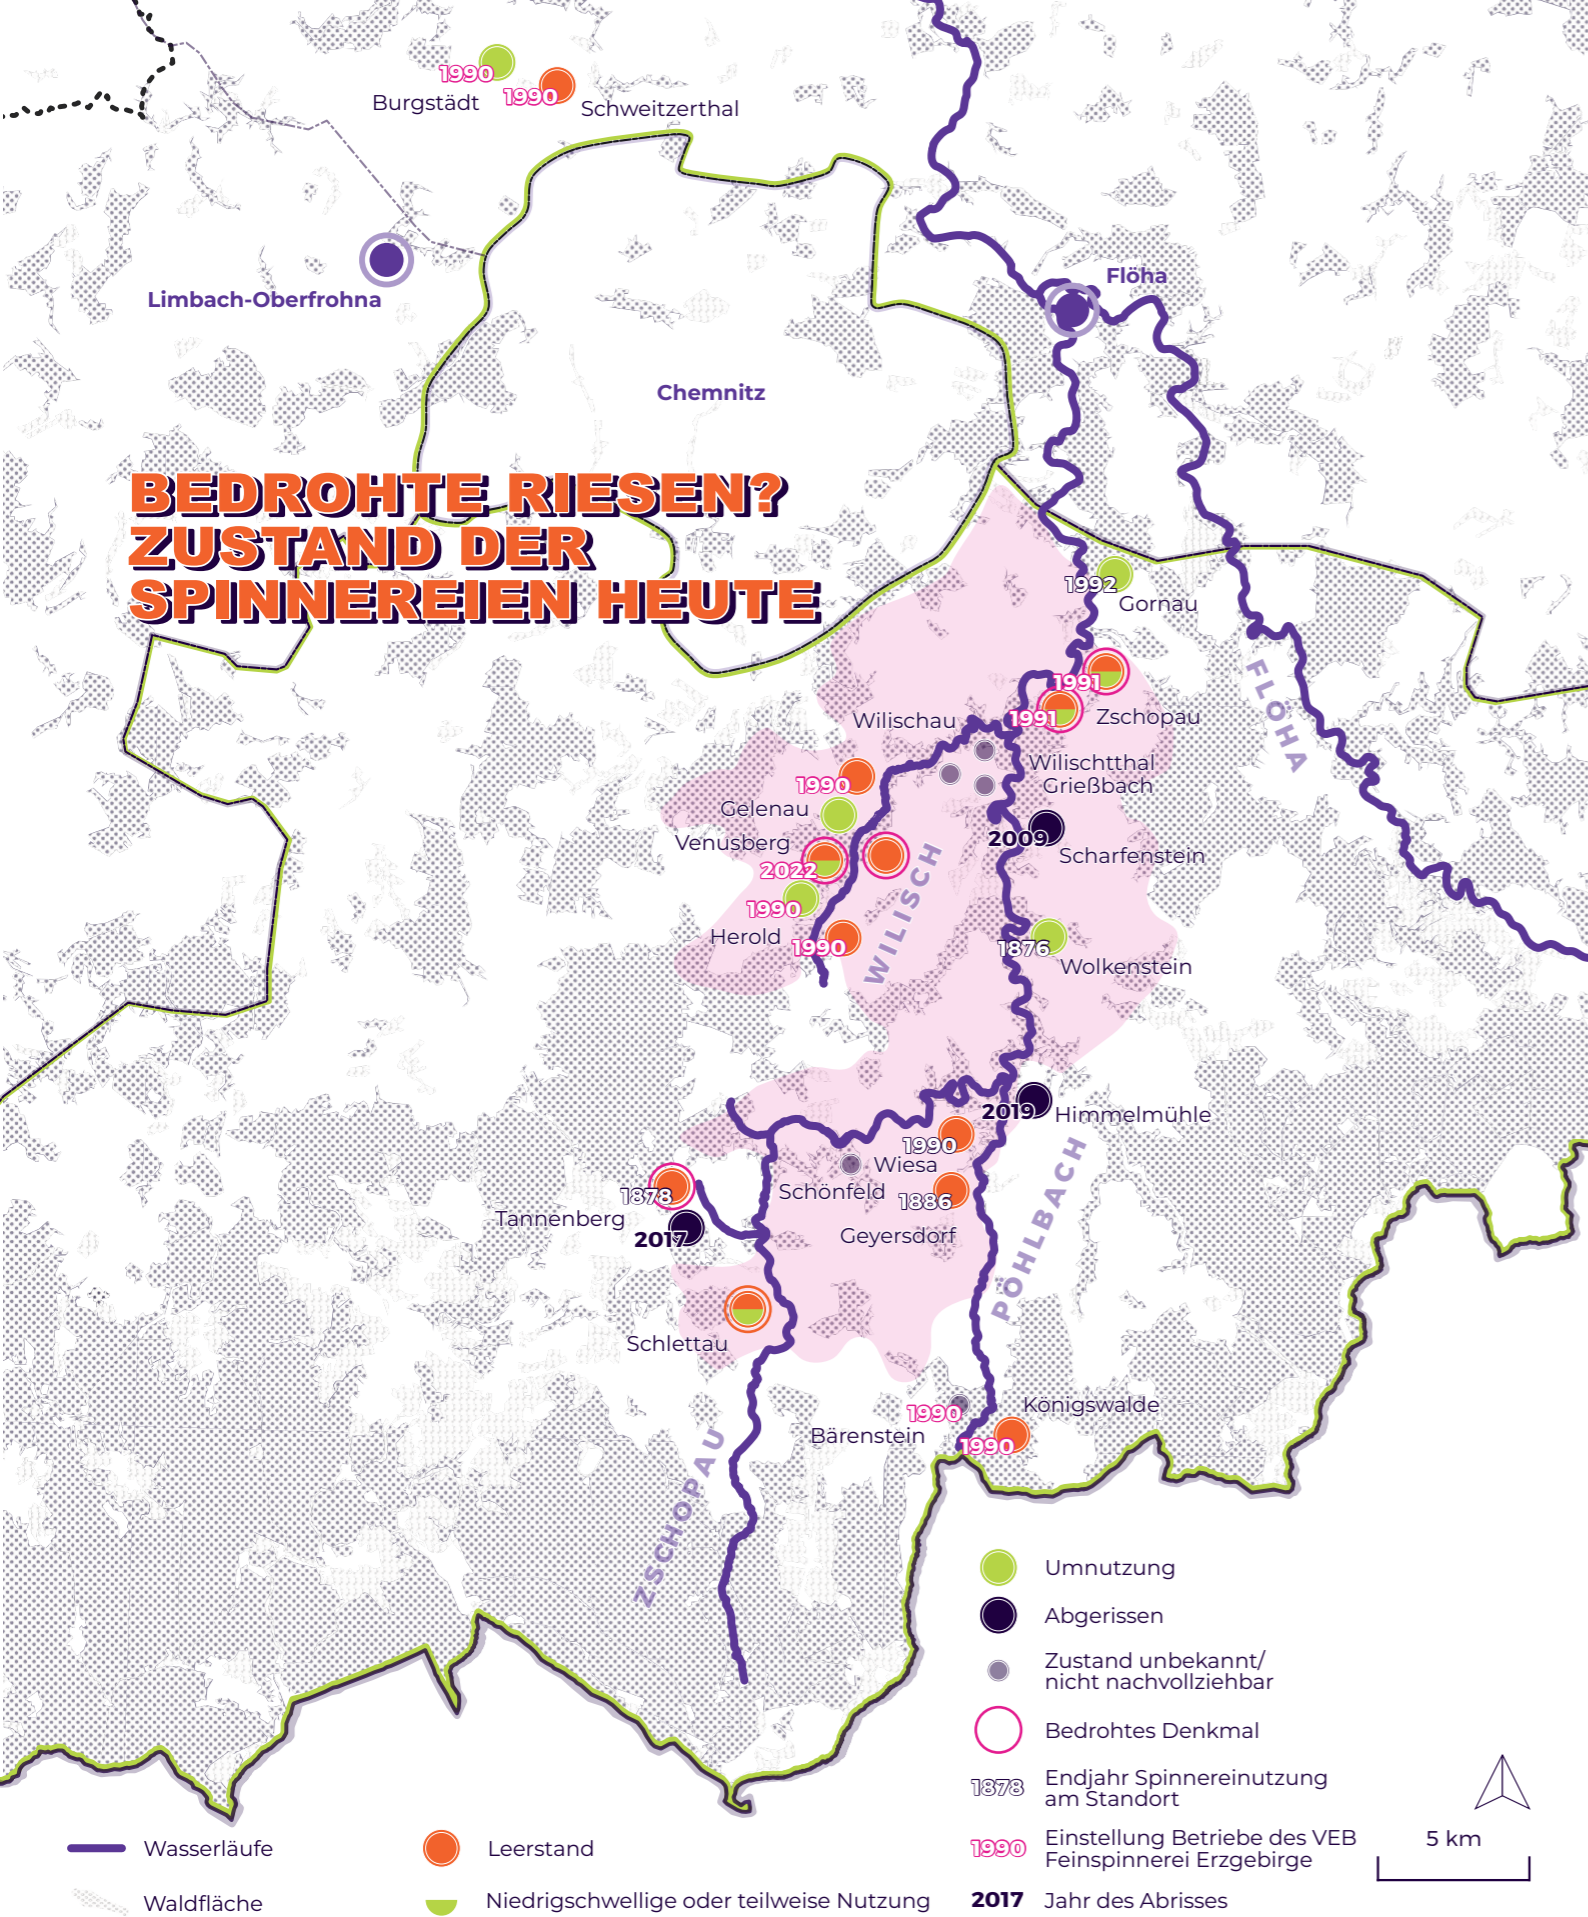 1990
Burgstädt
1990
Schweitzerthal
Limbach-Oberfrohna
Flöha
Chemnitz
BEDROHTE RIESEN?
ZUSTAND DER
SPINNEREIEN HEUTE
1992
Gornau
FLÖHA
1991
1991
Zschopau
Wilischau
Wilischtthal
Grießbach
1990
Gelenau
Venusberg
2022
2009
Scharfenstein
WILISCH
1990
Herold
1990
1876
Wolkenstein
2019
Himmelmühle
1990
Wiesa
Schönfeld
1886
Geyersdorf
1878
Tannenberg
2017
PÖHLBACH
Schlettau
Königswalde
1990
Bärenstein
1990
ZSCHOPAU
Umnutzung
Abgerissen
Zustand unbekannt/
nicht nachvollziehbar
Bedrohtes Denkmal
1878
Endjahr Spinnereinutzung
am Standort
1990
Einstellung Betriebe des VEB
Feinspinnerei Erzgebirge
2017
Jahr des Abrisses
5 km
Wasserläufe
Waldfläche
Leerstand
Niedrigschwellige oder teilweise Nutzung